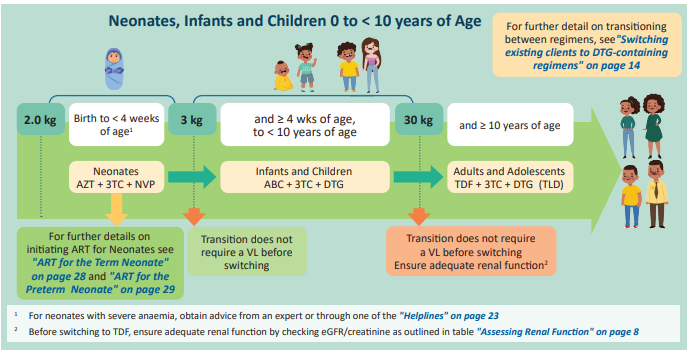 Neonates, Infants and Children 0 to < 10 years of Age
For further detail on transitioning
between regimens, see "Switching
existing clients to DTG-containing
regimens" on page 14
2.0 kg
Birth to < 4 weeks
of age¹
3 kg
and ≥ 4 wks of age,
to < 10 years of age
30 kg
and ≥ 10 years of age
Neonates
AZT + 3TC + NVP
Infants and Children
ABC + 3TC + DTG
Adults and Adolescents
TDF + 3TC + DTG (TLD)
For further details on
initiating ART for Neonates see
"ART for the Term Neonate"
on page 28 and "ART for the
Preterm Neonate" on page 29
Transition does not
require a VL before
switching
Transition does not require
a VL before switching
Ensure adequate renal function²
¹ For neonates with severe anaemia, obtain advice from an expert or through one of the "Helplines" on page 23
² Before switching to TDF, ensure adequate renal function by checking eGFR/creatinine as outlined in table "Assessing Renal Function" on page 8